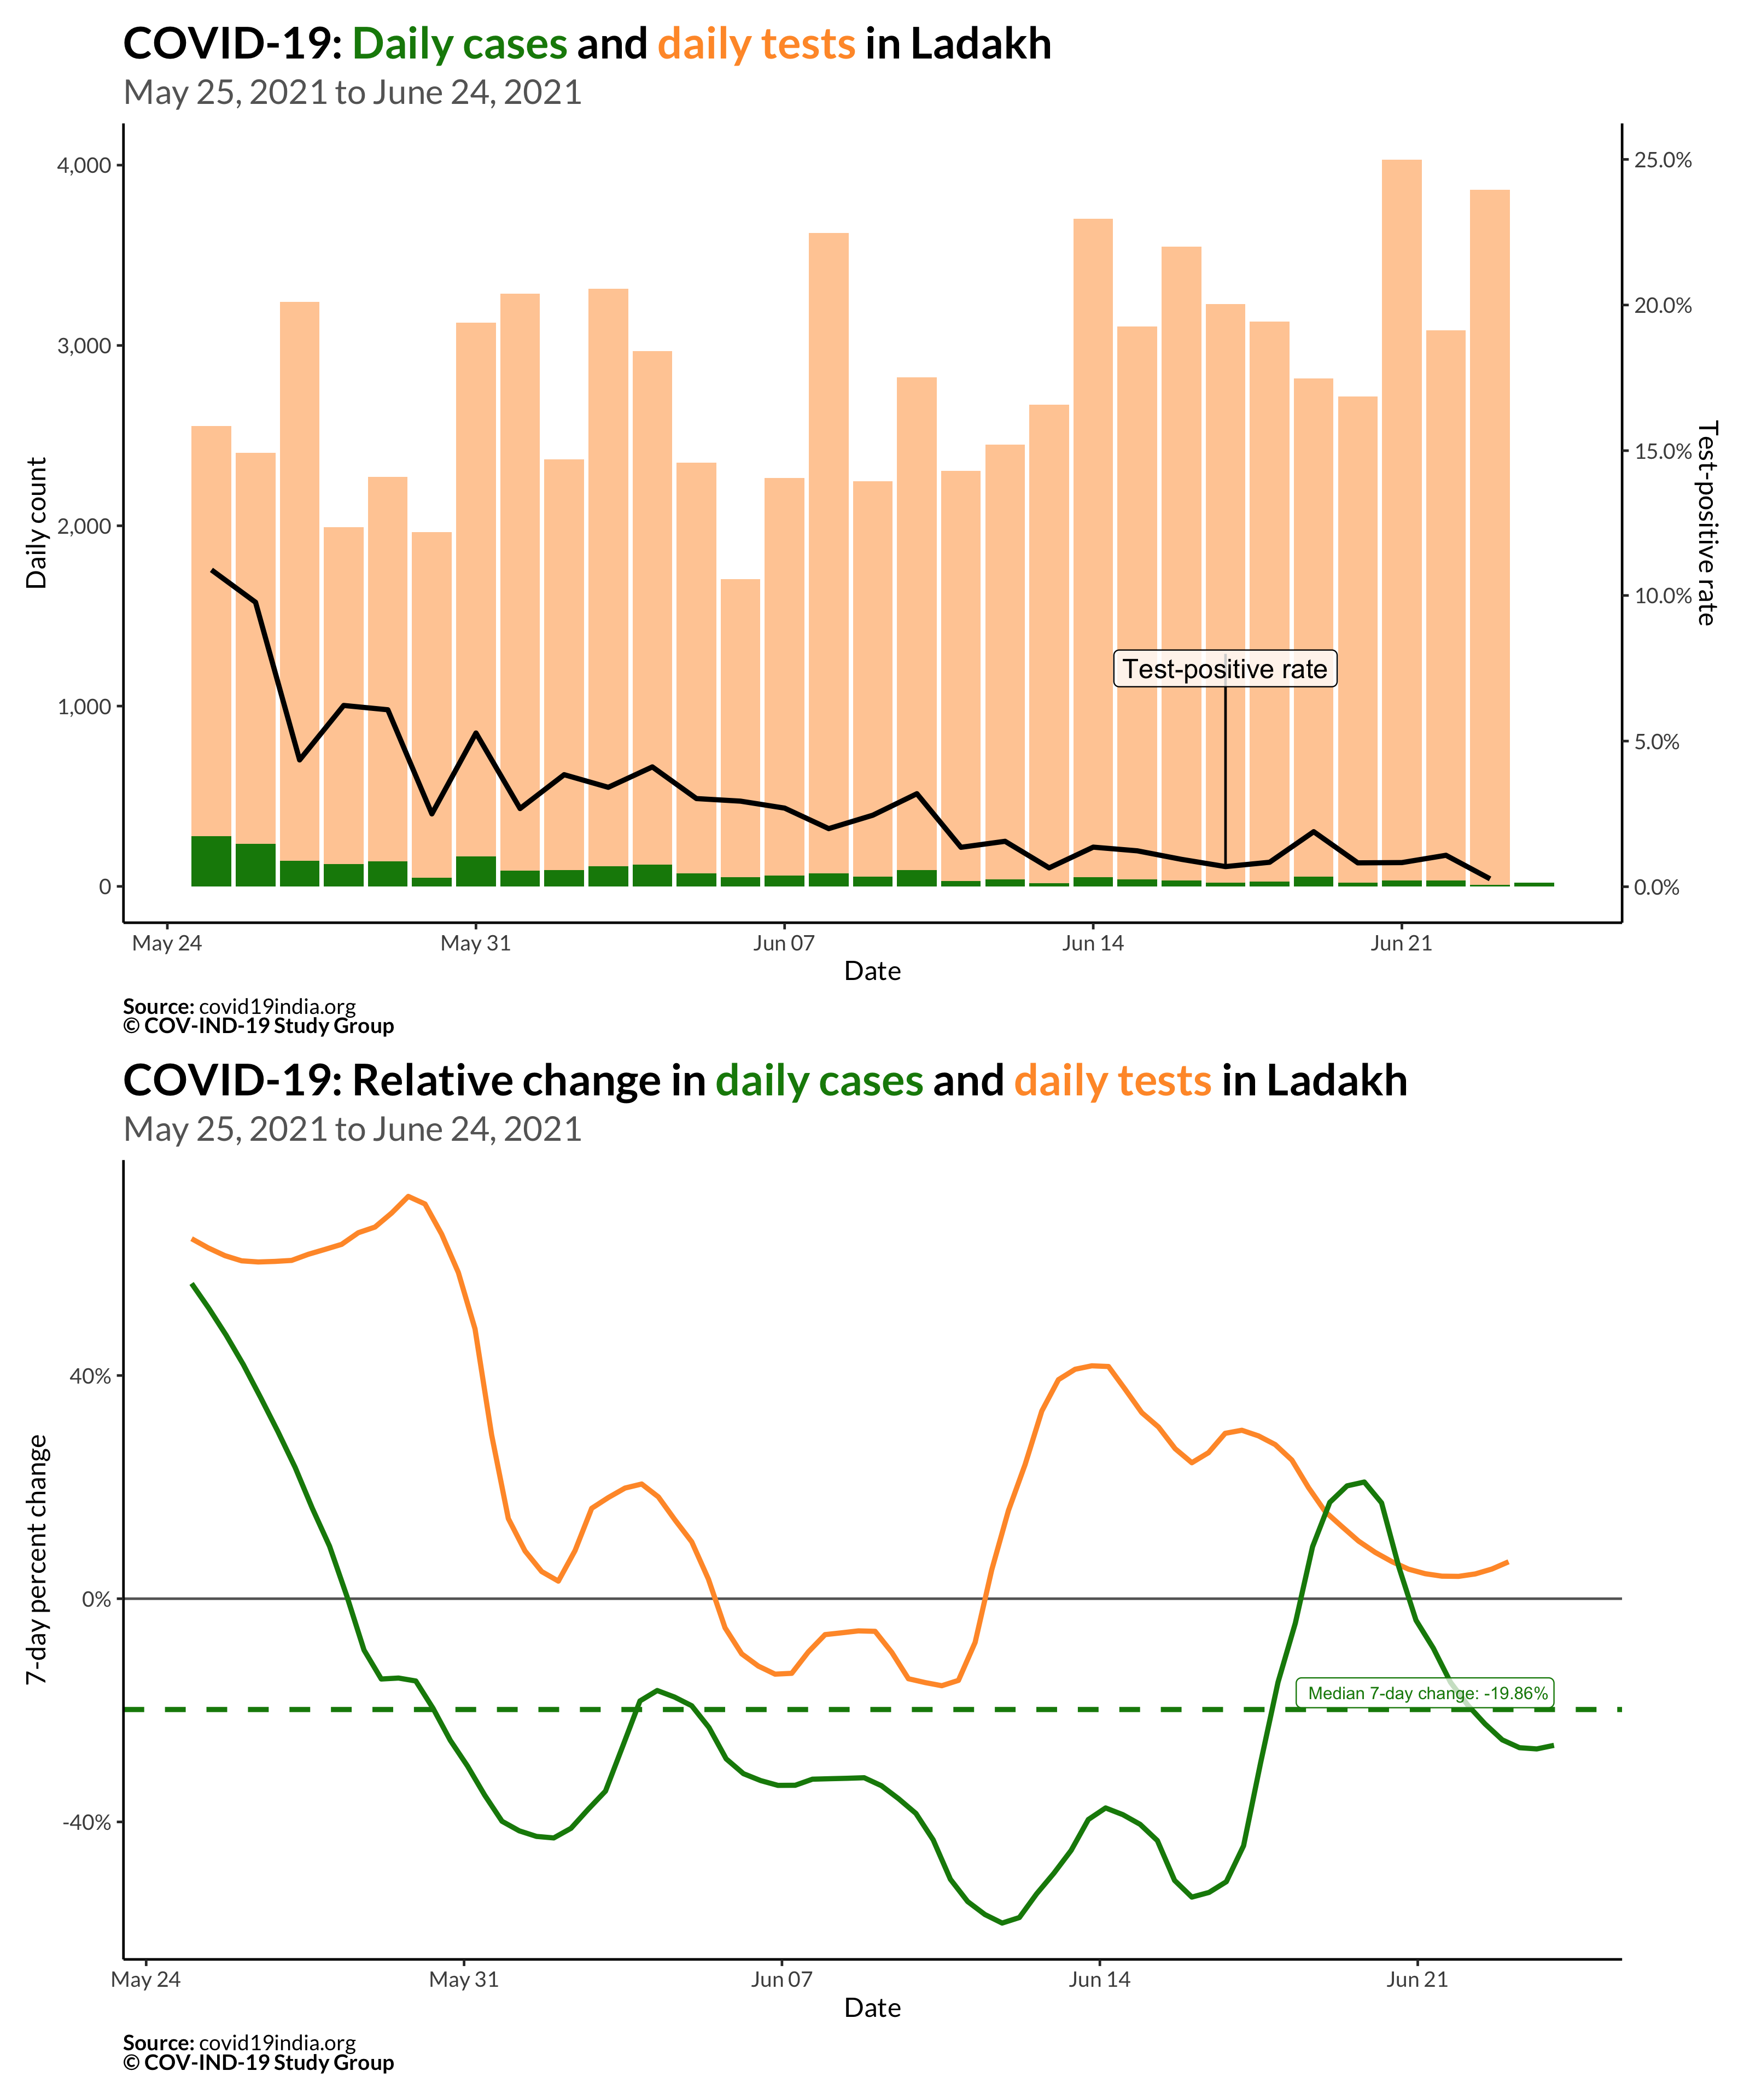 COVID-19: Daily cases and daily tests in Ladakh
May 25, 2021 to June 24, 2021
4,000
3,000
2,000
1,000
0
Daily count
25.0%
20.0%
15.0%
10.0%
5.0%
0.0%
Test-positive rate
Test-positive rate
May 24
May 31
Jun 07
Jun 14
Jun 21
Date
Source: covid19india.org
© COV-IND-19 Study Group
COVID-19: Relative change in daily cases and daily tests in Ladakh
May 25, 2021 to June 24, 2021
40%
0%
-40%
7-day percent change
Median 7-day change: -19.86%
May 24
May 31
Jun 07
Jun 14
Jun 21
Date
Source: covid19india.org
© COV-IND-19 Study Group